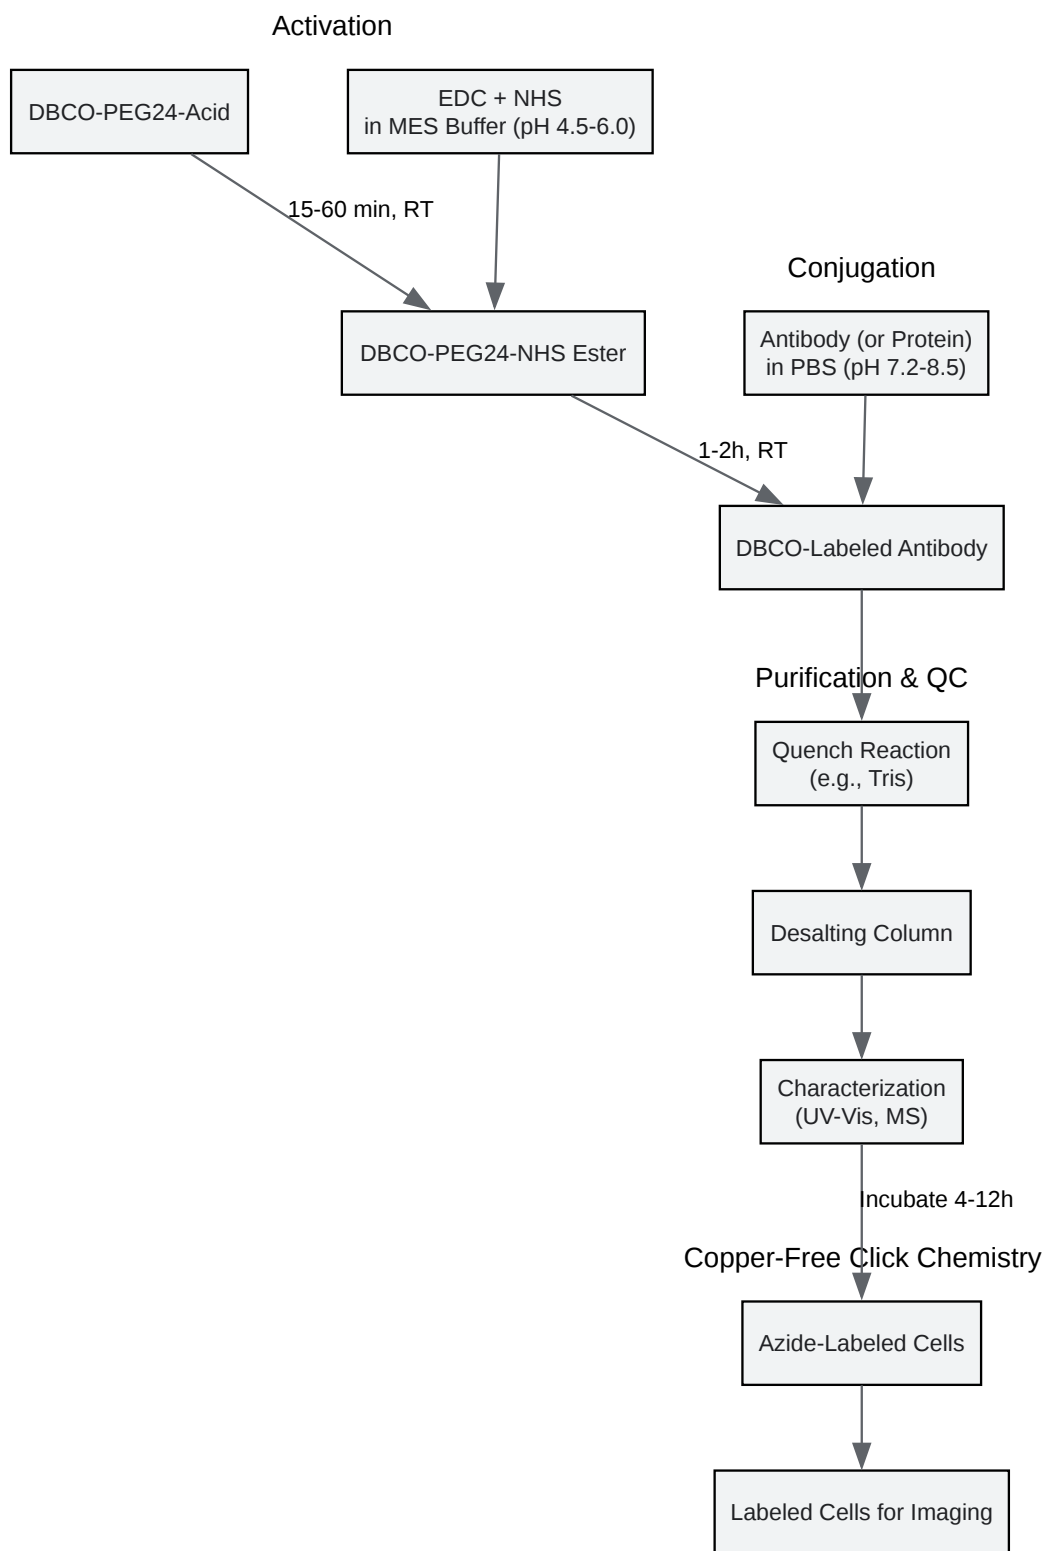 Activation
DBCO-PEG24-Acid
EDC + NHS
in MES Buffer (pH 4.5-6.0)
15-60 min, RT
Conjugation
DBCO-PEG24-NHS Ester
Antibody (or Protein)
in PBS (pH 7.2-8.5)
1-2h, RT
DBCO-Labeled Antibody
Purification & QC
Quench Reaction
(e.g., Tris)
Desalting Column
Characterization
(UV-Vis, MS)
Incubate 4-12h
Copper-Free Click Chemistry
Azide-Labeled Cells
Labeled Cells for Imaging